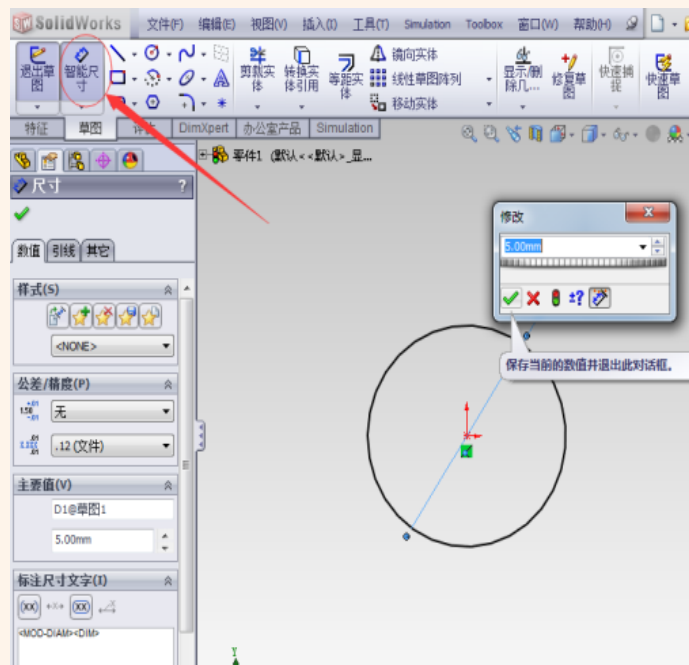 SolidWorks 文件(F) 编辑(E) 视图(V) 插入(I) 工具(T) Simulation Toolbox 窗口(W) 帮助(H)
退出草图 智能尺寸 剪裁实体 转换实体引用 等距实体 镜向实体 线性草图阵列 移动实体 显示/删除几... 修复草图 快速捕捉 快速草图
特征 草图 评估 DimXpert 办公室产品 Simulation
零件1 (默认<<默认>_显...
尺寸 ?
数值 引线 其它
样式(S)
<NONE>
公差/精度(P)
无
.12 (文件)
主要值(V)
D1@草图1
5.00mm
标注尺寸文字(I)
<MOD-DIAM><DIM>
修改
5.00mm
±?
保存当前的数值并退出此对话框。
Y